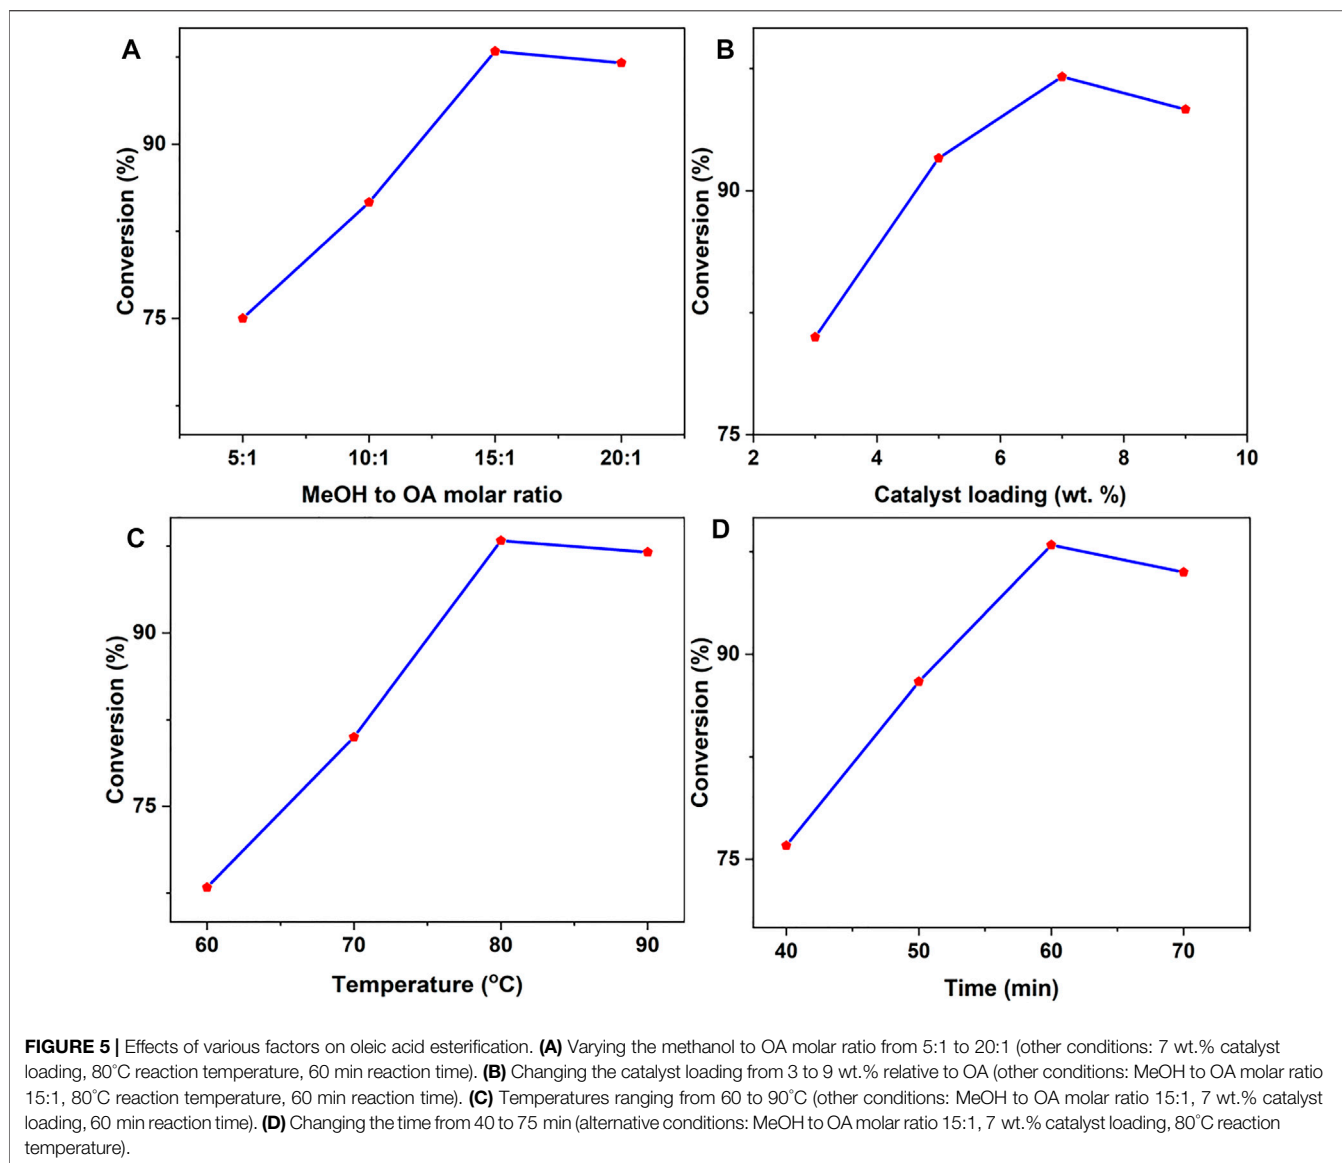 A
90
75
Conversion (%)
5:1 10:1 15:1 20:1
MeOH to OA molar ratio
B
90
75
Conversion (%)
2 4 6 8 10
Catalyst loading (wt. %)
C
90
75
Conversion (%)
60 70 80 90
Temperature (°C)
D
90
75
Conversion (%)
40 50 60 70
Time (min)
FIGURE 5 | Effects of various factors on oleic acid esterification. (A) Varying the methanol to OA molar ratio from 5:1 to 20:1 (other conditions: 7 wt.% catalyst
loading, 80°C reaction temperature, 60 min reaction time). (B) Changing the catalyst loading from 3 to 9 wt.% relative to OA (other conditions: MeOH to OA molar ratio
15:1, 80°C reaction temperature, 60 min reaction time). (C) Temperatures ranging from 60 to 90°C (other conditions: MeOH to OA molar ratio 15:1, 7 wt.% catalyst
loading, 60 min reaction time). (D) Changing the time from 40 to 75 min (alternative conditions: MeOH to OA molar ratio 15:1, 7 wt.% catalyst loading, 80°C reaction
temperature).